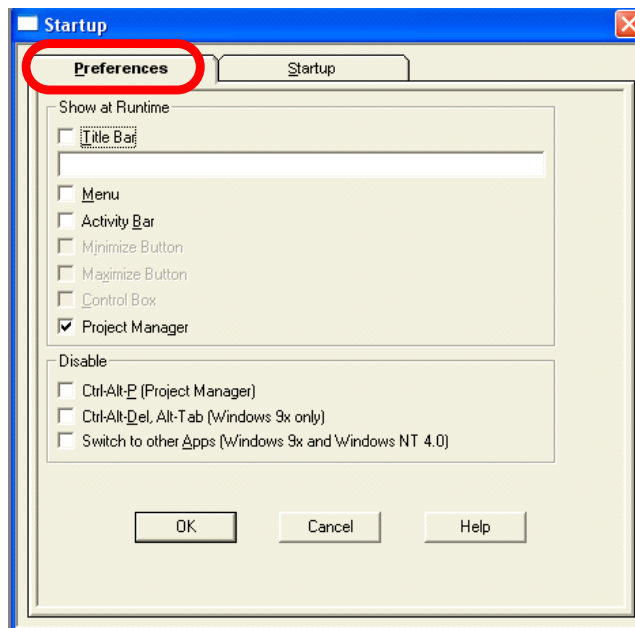 Startup
Preferences Startup
Show at Runtime
Title Bar
Menu
Activity Bar
Minimize Button
Maximize Button
Control Box
Project Manager
Disable
Ctrl-Alt-P (Project Manager)
Ctrl-Alt-Del, Alt-Tab (Windows 9x only)
Switch to other Apps (Windows 9x and Windows NT 4.0)
OK Cancel Help